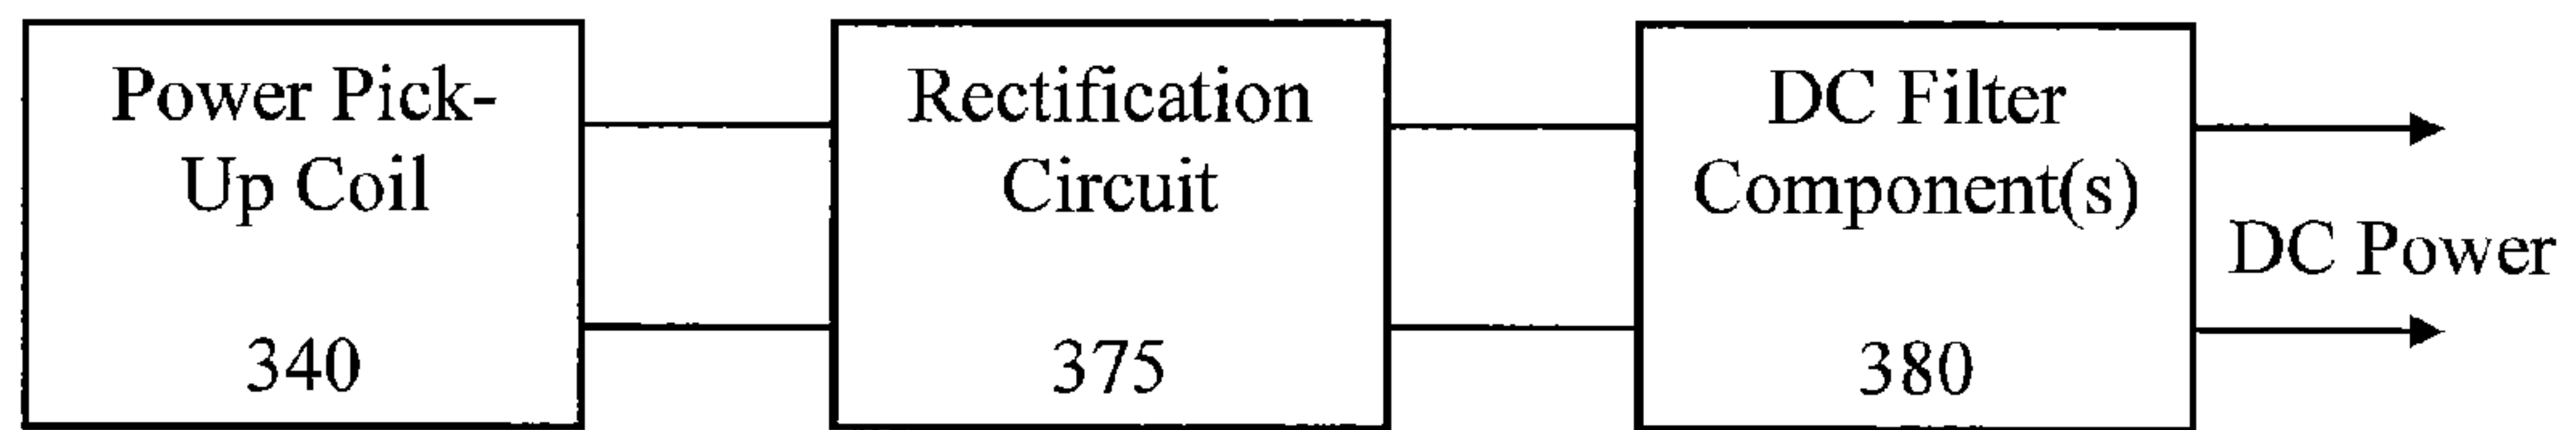 Power Pick-
Up Coil
340
Rectification
Circuit
375
DC Filter
Component(s)
380
DC Power